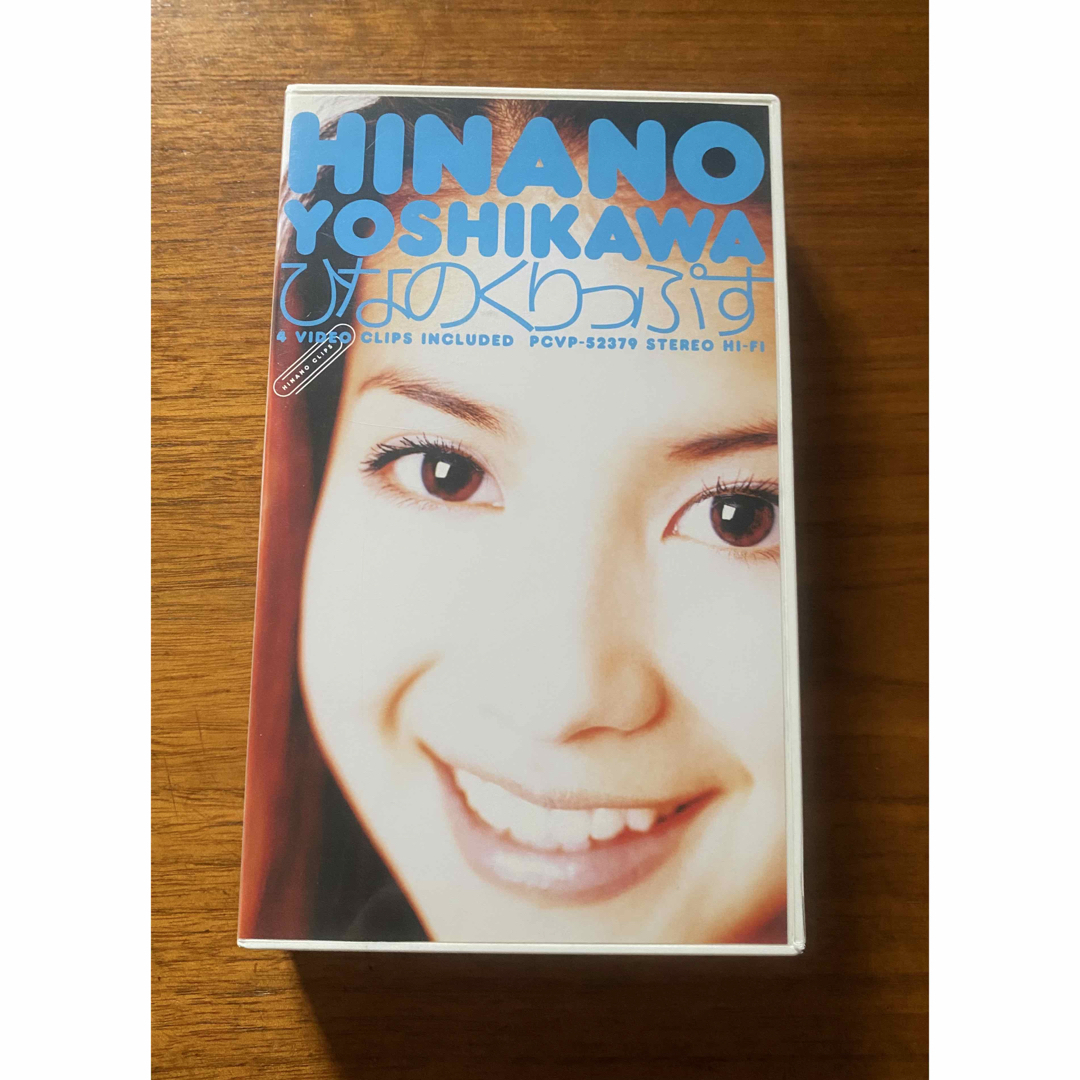 HINANO
YOSHIKAWA
ひなのくりっぷす
4 VIDEO CLIPS INCLUDED PCVP-52379 STEREO HI-FI
HINANO CLIPS